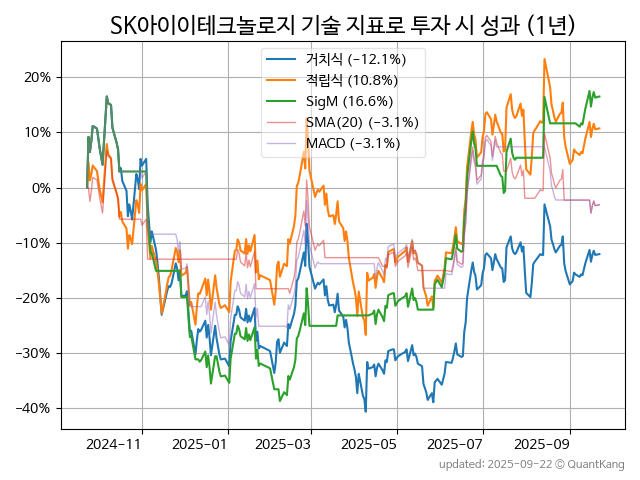 SK아이이테크놀로지 기술 지표로 투자 시 성과 (1년)
거치식 (−12.1%)
적립식 (10.8%)
SigM (16.6%)
SMA(20) (−3.1%)
MACD (−3.1%)
20%
10%
0%
−10%
−20%
−30%
−40%
2024-11
2025-01
2025-03
2025-05
2025-07
2025-09
updated: 2025-09-22 © QuantKang